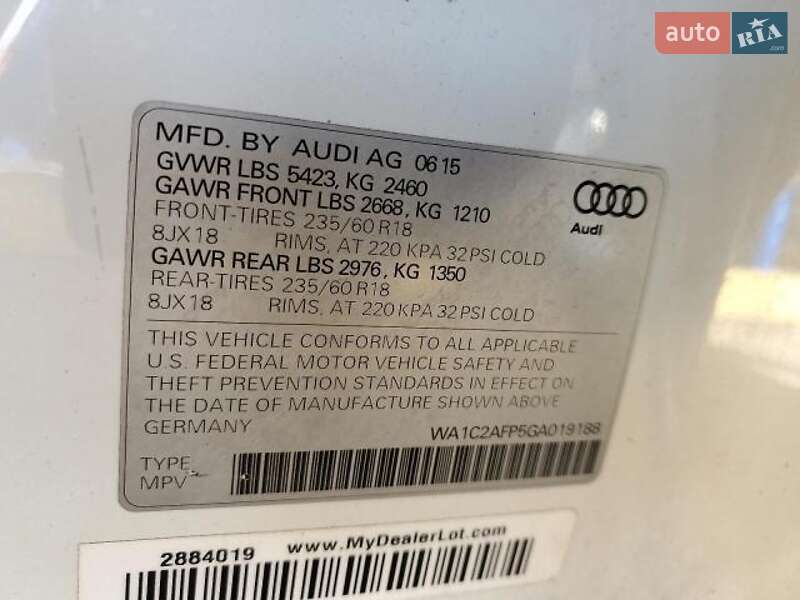 auto RIA .com
MFD. BY AUDI AG 0615
GVWR LBS 5423, KG 2460
GAWR FRONT LBS 2668, KG 1210
FRONT-TIRES 235/60 R18
8JX18 RIMS, AT 220 KPA 32 PSI COLD
GAWR REAR LBS 2976, KG 1350
REAR-TIRES 235/60 R18
8JX18 RIMS, AT 220 KPA 32 PSI COLD
Audi
THIS VEHICLE CONFORMS TO ALL APPLICABLE
U.S. FEDERAL MOTOR VEHICLE SAFETY AND
THEFT PREVENTION STANDARDS IN EFFECT ON
THE DATE OF MANUFACTURE SHOWN ABOVE
GERMANY WA1C2AFP5GA019188
TYPE
MPV
2884019 www.MyDealerLot.com